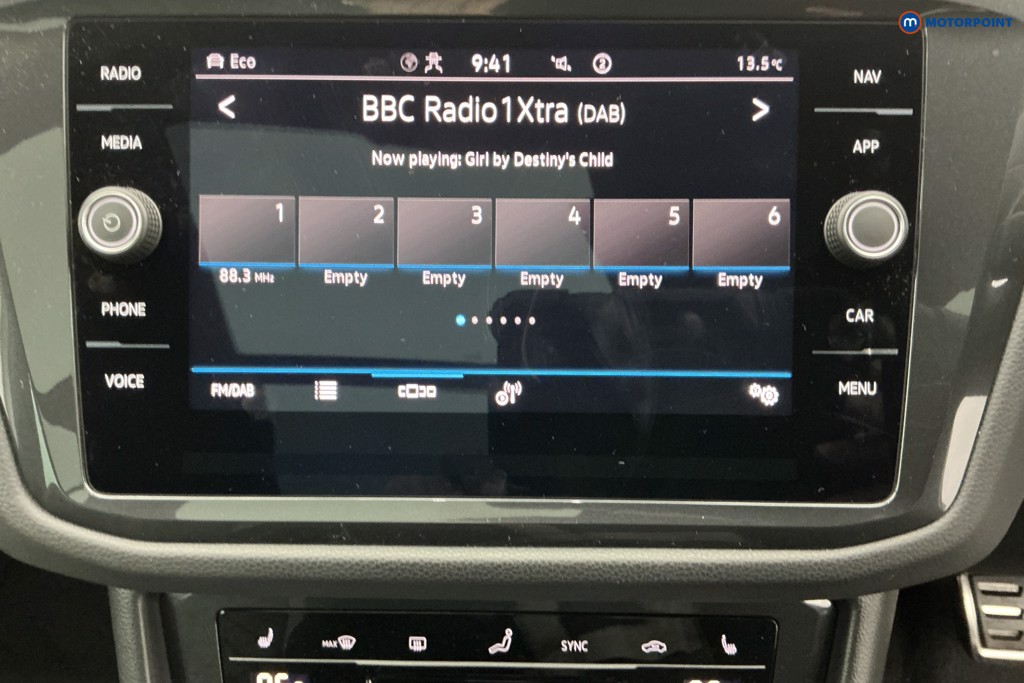 MOTORPOINT
RADIO
MEDIA
PHONE
VOICE
Eco 9:41 2 13.5°C
< BBC Radio1Xtra (DAB) >
Now playing: Girl by Destiny's Child
1 2 3 4 5 6
88.3 MHz Empty Empty Empty Empty Empty
FM/DAB
NAV
APP
CAR
MENU
MAX SYNC